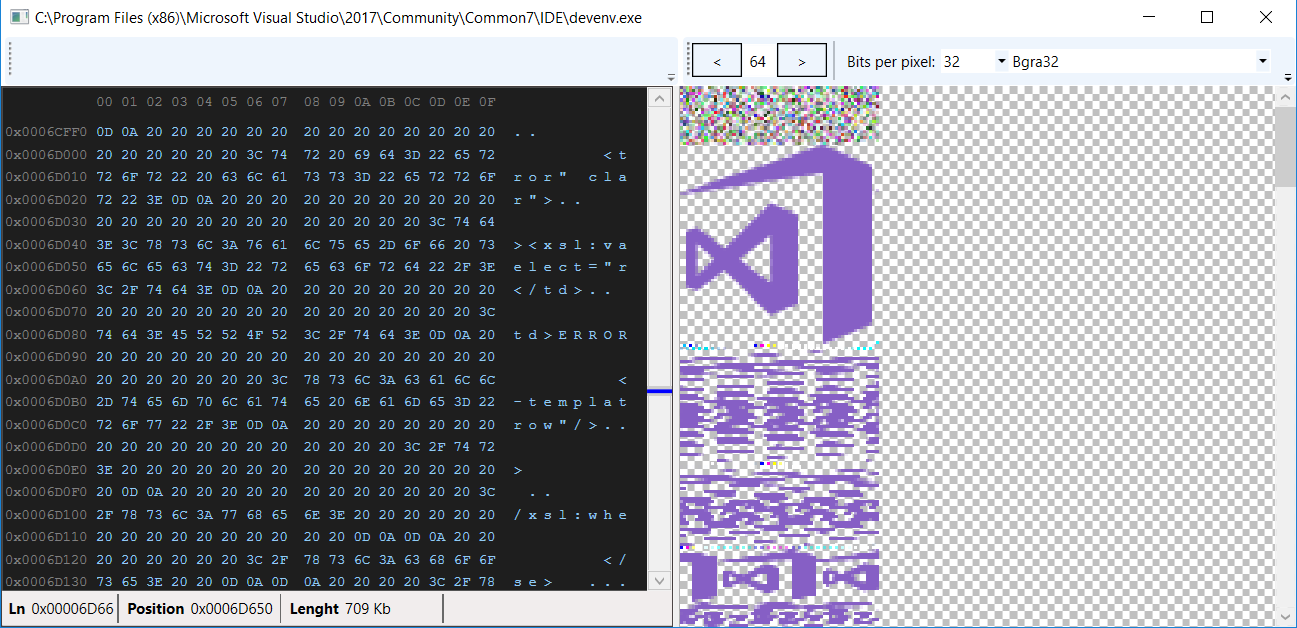 C:\Program Files (x86)\Microsoft Visual Studio\2017\Community\Common7\IDE\devenv.exe
< 64 > Bits per pixel: 32 Bgra32
00 01 02 03 04 05 06 07 08 09 0A 0B 0C 0D 0E 0F
0x0006CFF0 0D 0A 20 20 20 20 20 20 20 20 20 20 20 20 20 20 ..
0x0006D000 20 20 20 20 20 20 3C 74 72 20 69 64 3D 22 65 72 <t
0x0006D010 72 6F 72 22 20 63 6C 61 73 73 3D 22 65 72 72 6F ror" cla
0x0006D020 72 22 3E 0D 0A 20 20 20 20 20 20 20 20 20 20 20 r">..
0x0006D030 20 20 20 20 20 20 20 20 20 20 20 20 20 3C 74 64
0x0006D040 3E 3C 78 73 6C 3A 76 61 6C 75 65 2D 6F 66 20 73 ><xsl:va
0x0006D050 65 6C 65 63 74 3D 22 72 65 63 6F 72 64 22 2F 3E elect="r
0x0006D060 3C 2F 74 64 3E 0D 0A 20 20 20 20 20 20 20 20 20 </td>..
0x0006D070 20 20 20 20 20 20 20 20 20 20 20 20 20 20 20 3C
0x0006D080 74 64 3E 45 52 52 4F 52 3C 2F 74 64 3E 0D 0A 20 td>ERROR
0x0006D090 20 20 20 20 20 20 20 20 20 20 20 20 20 20 20 20
0x0006D0A0 20 20 20 20 20 20 20 3C 78 73 6C 3A 63 61 6C 6C <
0x0006D0B0 2D 74 65 6D 70 6C 61 74 65 20 6E 61 6D 65 3D 22 -templat
0x0006D0C0 72 6F 77 22 2F 3E 0D 0A 20 20 20 20 20 20 20 20 row"/>..
0x0006D0D0 20 20 20 20 20 20 20 20 20 20 20 20 3C 2F 74 72
0x0006D0E0 3E 20 20 20 20 20 20 20 20 20 20 20 20 20 20 20 >
0x0006D0F0 20 0D 0A 20 20 20 20 20 20 20 20 20 20 20 20 3C ..
0x0006D100 2F 78 73 6C 3A 77 68 65 6E 3E 20 20 20 20 20 20 /xsl:whe
0x0006D110 20 20 20 20 20 20 20 20 20 20 0D 0A 0D 0A 20 20
0x0006D120 20 20 20 20 20 20 3C 2F 78 73 6C 3A 63 68 6F 6F </
0x0006D130 73 65 3E 20 20 0D 0A 0D 0A 20 20 20 20 3C 2F 78 se> ...
Ln 0x00006D66 Position 0x0006D650 Lenght 709 Kb